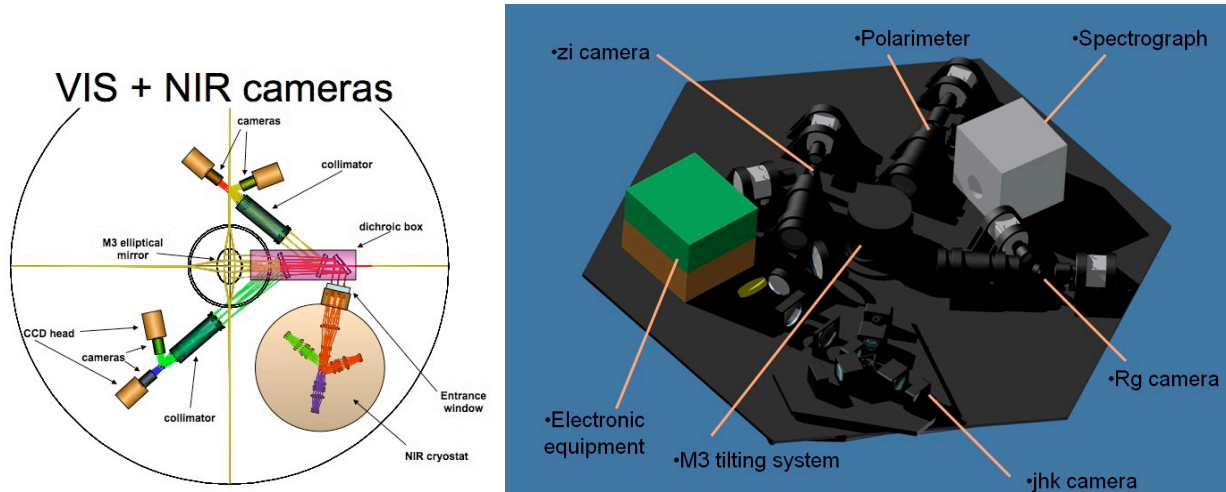 VIS + NIR cameras
cameras
collimator
dichroic box
M3 elliptical
mirror
CCD head
cameras
collimator
Entrance
window
NIR cryostat
•zi camera
•Polarimeter
•Spectrograph
•Rg camera
•Electronic
equipment
•M3 tilting system
•jhk camera